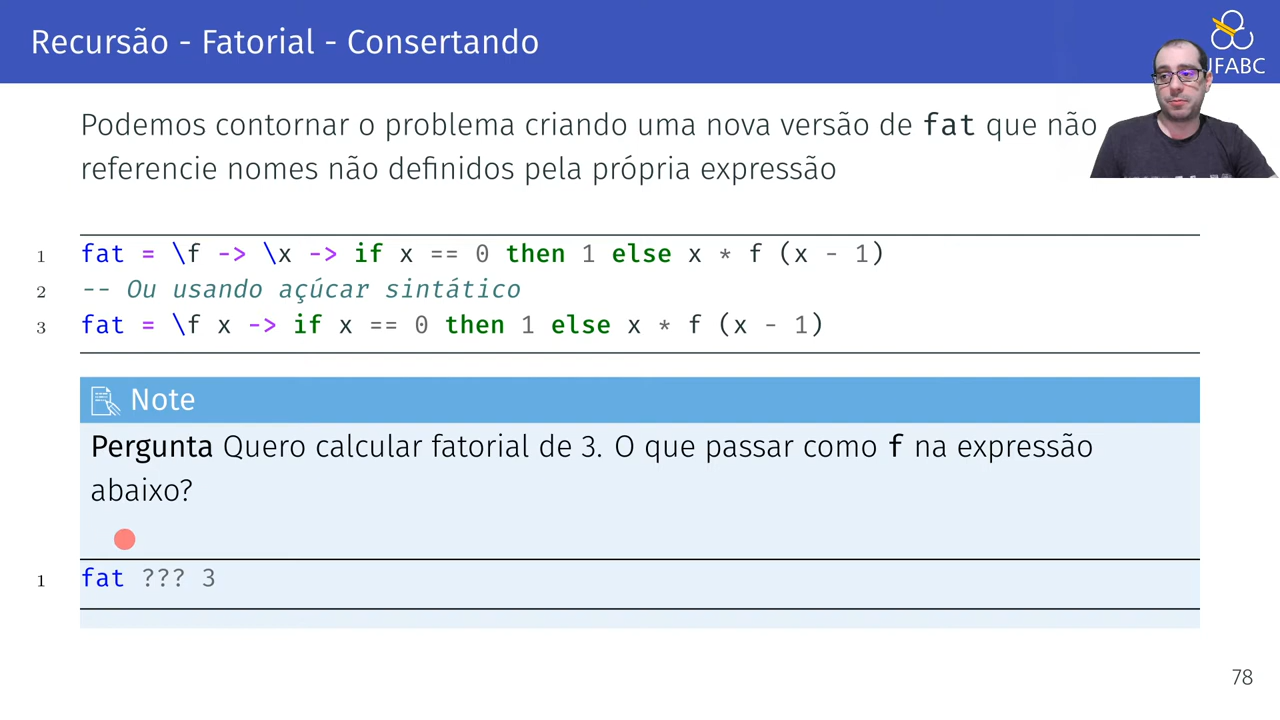 Recursão - Fatorial - Consertando
UFABC
Podemos contornar o problema criando uma nova versão de fat que não
referencie nomes não definidos pela própria expressão
1 fat = \f -> \x -> if x == 0 then 1 else x * f (x - 1)
2 -- Ou usando açúcar sintático
3 fat = \f x -> if x == 0 then 1 else x * f (x - 1)
Note
Pergunta Quero calcular fatorial de 3. O que passar como f na expressão
abaixo?
1 fat ??? 3
78